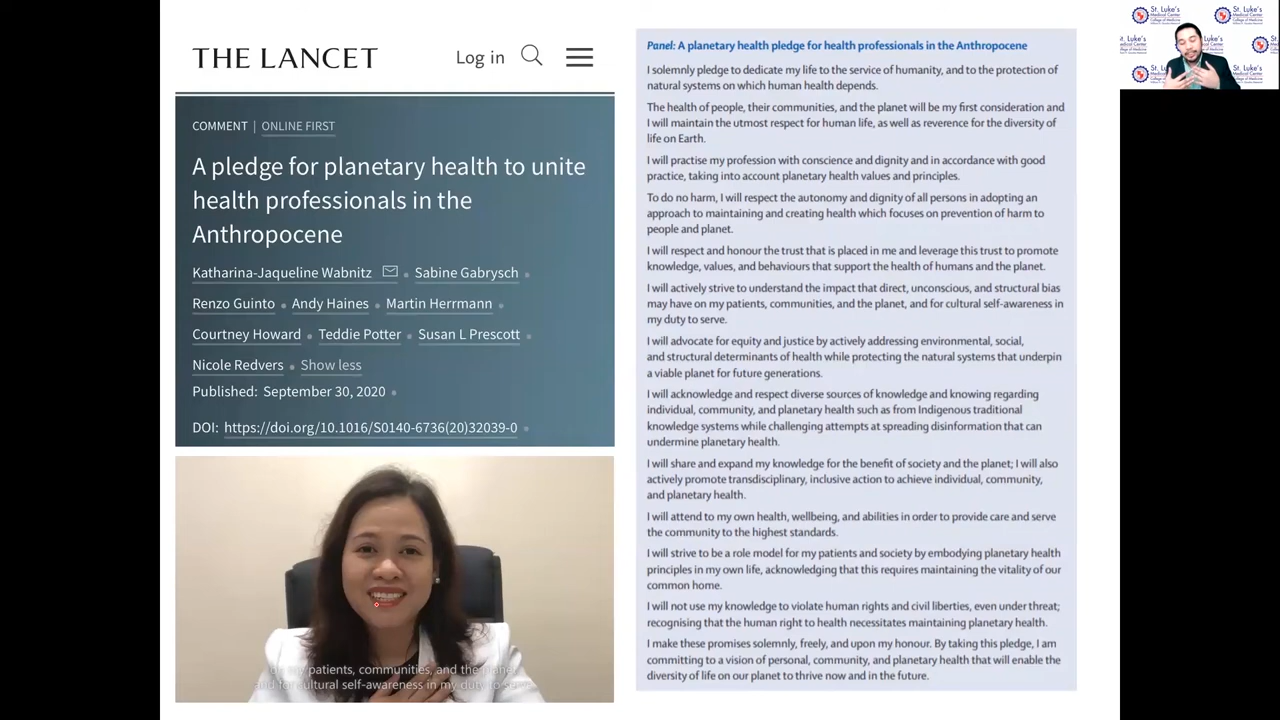 THE LANCET
Log in
COMMENT | ONLINE FIRST
A pledge for planetary health to unite
health professionals in the
Anthropocene
Katharina-Jaqueline Wabnitz
Sabine Gabrysch
Renzo Guinto
Andy Haines
Martin Herrmann
Courtney Howard
Teddie Potter
Susan L Prescott
Nicole Redvers
Show less
Published: September 30, 2020
DOI: https://doi.org/10.1016/S0140-6736(20)32039-0
patients, communities, and the
and for cultural self-awareness in my duty to serve
Panel: A planetary health pledge for health professionals in the Anthropocene
I solemnly pledge to dedicate my life to the service of humanity, and to the protection of
natural systems on which human health depends.
The health of people, their communities, and the planet will be my first consideration and
I will maintain the utmost respect for human life, as well as reverence for the diversity of
life on Earth.
I will practise my profession with conscience and dignity and in accordance with good
practice, taking into account planetary health values and principles.
To do no harm, I will respect the autonomy and dignity of all persons in adopting an
approach to maintaining and creating health which focuses on prevention of harm to
people and planet.
I will respect and honour the trust that is placed in me and leverage this trust to promote
knowledge, values, and behaviours that support the health of humans and the planet.
I will actively strive to understand the impact that direct, unconscious, and structural bias
may have on my patients, communities, and the planet, and for cultural self-awareness in
my duty to serve.
I will advocate for equity and justice by actively addressing environmental, social,
and structural determinants of health while protecting the natural systems that underpin
a viable planet for future generations.
I will acknowledge and respect diverse sources of knowledge and knowing regarding
individual, community, and planetary health such as from Indigenous traditional
knowledge systems while challenging attempts at spreading disinformation that can
undermine planetary health.
I will share and expand my knowledge for the benefit of society and the planet; I will also
actively promote transdisciplinary, inclusive action to achieve individual, community,
and planetary health.
I will attend to my own health, wellbeing, and abilities in order to provide care and serve
the community to the highest standards.
I will strive to be a role model for my patients and society by embodying planetary health
principles in my own life, acknowledging that this requires maintaining the vitality of our
common home.
I will not use my knowledge to violate human rights and civil liberties, even under threat;
recognising that the human right to health necessitates maintaining planetary health.
I make these promises solemnly, freely, and upon my honour. By taking this pledge, I am
committing to a vision of personal, community, and planetary health that will enable the
diversity of life on our planet to thrive now and in the future.
St. Luke's
Medical Center
College of Medicine